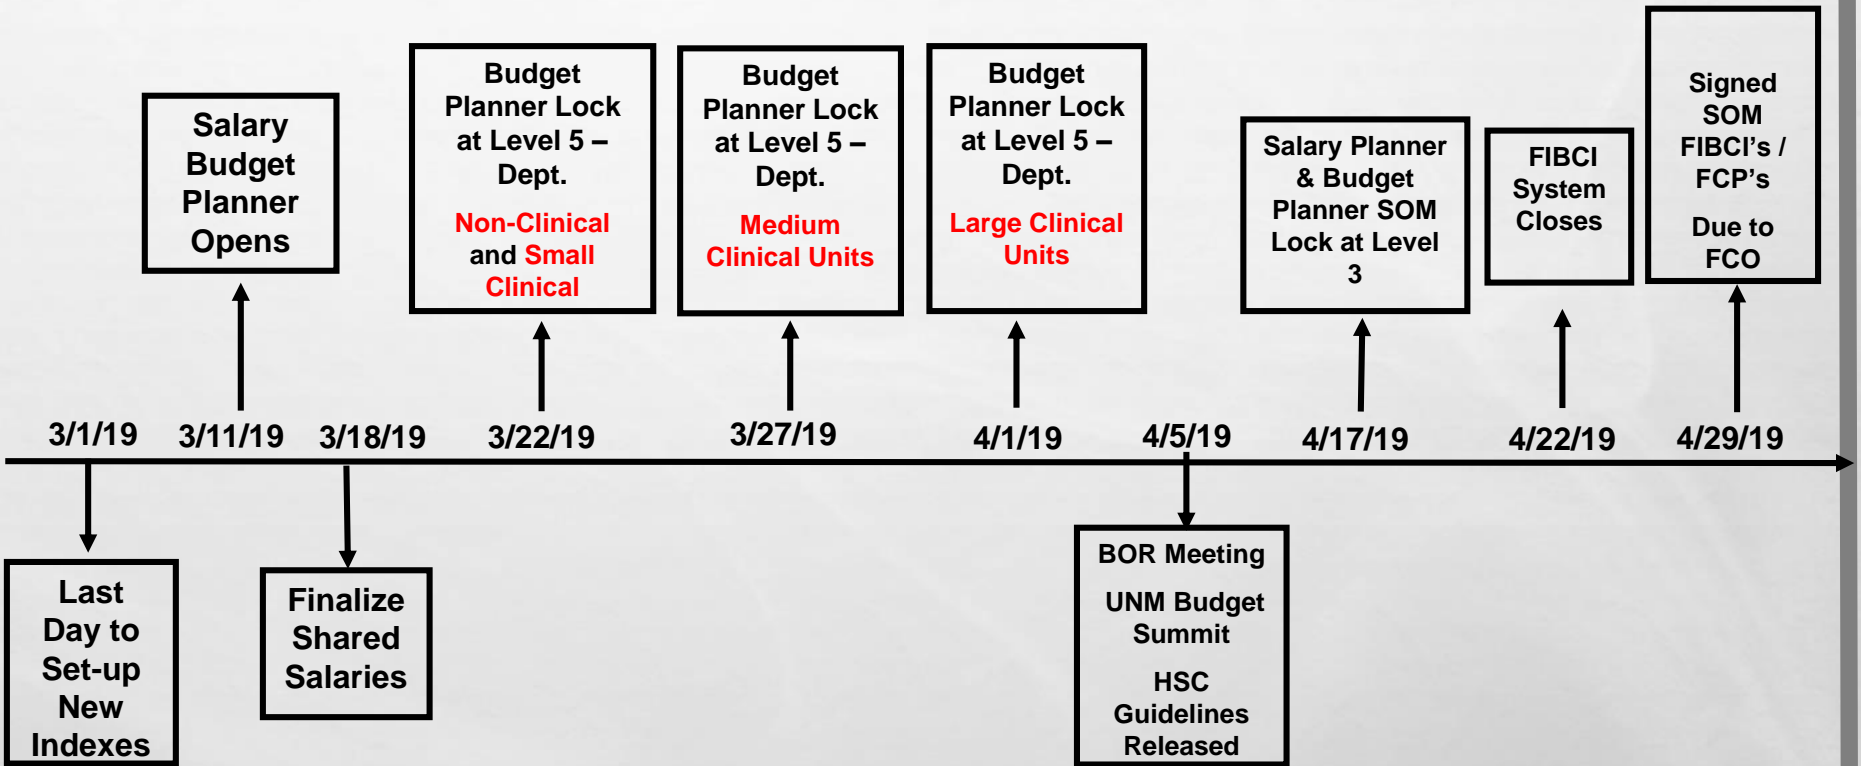 Salary
Budget
Planner
Opens
Budget
Planner Lock
at Level 5 –
Dept.
Non-Clinical
and Small
Clinical
Budget
Planner Lock
at Level 5 –
Dept.
Medium
Clinical Units
Budget
Planner Lock
at Level 5 –
Dept.
Large Clinical
Units
Salary Planner
& Budget
Planner SOM
Lock at Level
3
FIBCI
System
Closes
Signed
SOM
FIBCI's /
FCP's
Due to
FCO
3/1/19
3/11/19
3/18/19
3/22/19
3/27/19
4/1/19
4/5/19
4/17/19
4/22/19
4/29/19
Last
Day to
Set-up
New
Indexes
Finalize
Shared
Salaries
BOR Meeting
UNM Budget
Summit
HSC
Guidelines
Released